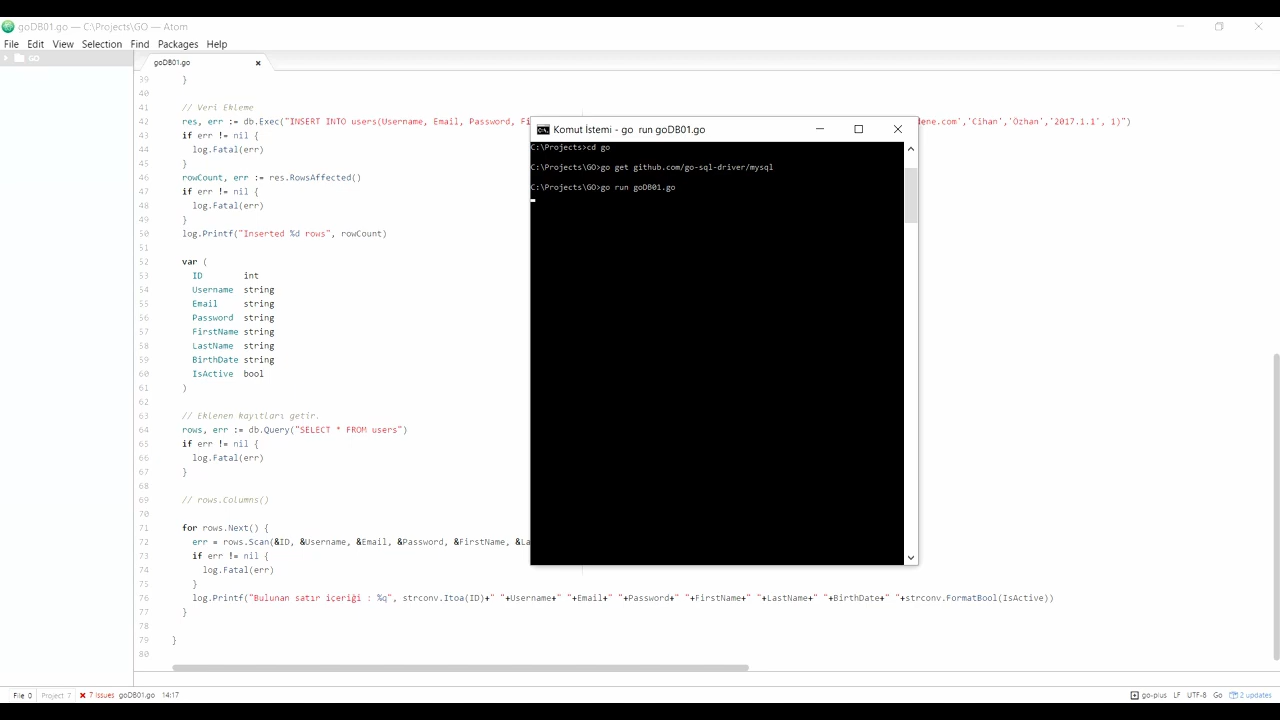 goDB01.go — C:\Projects\GO — Atom
File Edit View Selection Find Packages Help
GO
goDB01.go
39 }
40
41 // Veri Ekleme
42 res, err := db.Exec("INSERT INTO users(Username, Email, Password, Fi
ene.com','Cihan','Özhan','2017.1.1', 1)")
43 if err != nil {
44 log.Fatal(err)
45 }
46 rowCount, err := res.RowsAffected()
47 if err != nil {
48 log.Fatal(err)
49 }
50 log.Printf("Inserted %d rows", rowCount)
51
52 var (
53 ID int
54 Username string
55 Email string
56 Password string
57 FirstName string
58 LastName string
59 BirthDate string
60 IsActive bool
61 )
62
63 // Eklenen kayıtları getir.
64 rows, err := db.Query("SELECT * FROM users")
65 if err != nil {
66 log.Fatal(err)
67 }
68
69 // rows.Columns()
70
71 for rows.Next() {
72 err = rows.Scan(&ID, &Username, &Email, &Password, &FirstName, &La
73 if err != nil {
74 log.Fatal(err)
75 }
76 log.Printf("Bulunan satır içeriği : %q", strconv.Itoa(ID)+" "+Username+" "+Email+" "+Password+" "+FirstName+" "+LastName+" "+BirthDate+" "+strconv.FormatBool(IsActive))
77 }
78
79 }
80
Komut İstemi - go run goDB01.go
C:\Projects>cd go
C:\Projects\GO>go get github.com/go-sql-driver/mysql
C:\Projects\GO>go run goDB01.go
File 0 Project 7 7 Issues goDB01.go 14:17
go-plus LF UTF-8 Go 2 updates